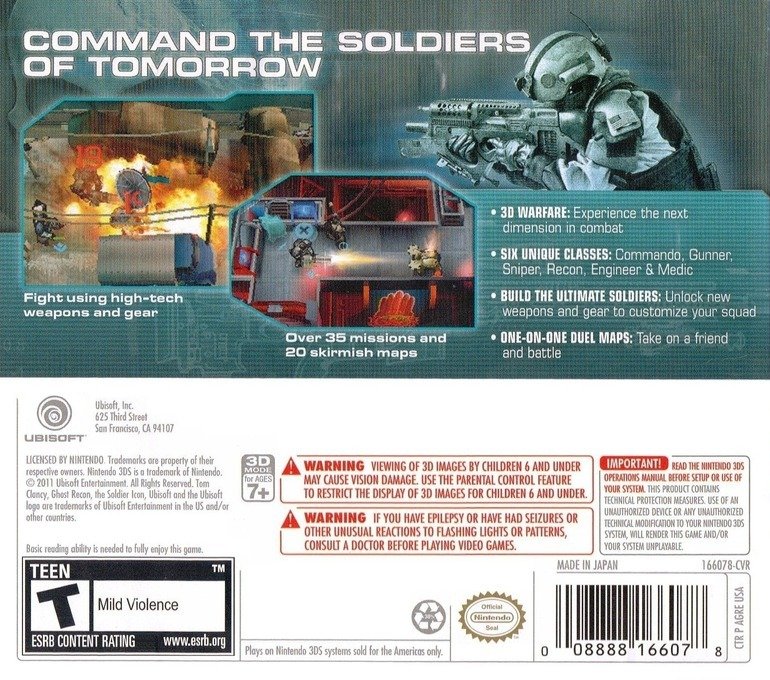 COMMAND THE SOLDIERS
OF TOMORROW
Fight using high-tech
weapons and gear
Over 35 missions and
20 skirmish maps
• 3D WARFARE: Experience the next
dimension in combat
• SIX UNIQUE CLASSES: Commando, Gunner,
Sniper, Recon, Engineer & Medic
• BUILD THE ULTIMATE SOLDIERS: Unlock new
weapons and gear to customize your squad
• ONE-ON-ONE DUEL MAPS: Take on a friend
and battle
UBISOFT
Ubisoft, Inc.
625 Third Street
San Francisco, CA 94107
LICENSED BY NINTENDO. Trademarks are property of their
respective owners. Nintendo 3DS is a trademark of Nintendo.
© 2011 Ubisoft Entertainment. All Rights Reserved. Tom
Clancy, Ghost Recon, the Soldier Icon, Ubisoft and the Ubisoft
logo are trademarks of Ubisoft Entertainment in the US and/or
other countries.
Basic reading ability is needed to fully enjoy this game.
3D
MODE
for AGES
7+
WARNING VIEWING OF 3D IMAGES BY CHILDREN 6 AND UNDER
MAY CAUSE VISION DAMAGE. USE THE PARENTAL CONTROL FEATURE
TO RESTRICT THE DISPLAY OF 3D IMAGES FOR CHILDREN 6 AND UNDER.
WARNING IF YOU HAVE EPILEPSY OR HAVE HAD SEIZURES OR
OTHER UNUSUAL REACTIONS TO FLASHING LIGHTS OR PATTERNS,
CONSULT A DOCTOR BEFORE PLAYING VIDEO GAMES.
IMPORTANT! READ THE NINTENDO 3DS
OPERATIONS MANUAL BEFORE SETUP OR USE OF
YOUR SYSTEM. THIS PRODUCT CONTAINS
TECHNICAL PROTECTION MEASURES. USE OF AN
UNAUTHORIZED DEVICE OR ANY UNAUTHORIZED
TECHNICAL MODIFICATION TO YOUR NINTENDO 3DS
SYSTEM, WILL RENDER THIS GAME AND/OR
YOUR SYSTEM UNPLAYABLE.
MADE IN JAPAN
166078-CVR
TEEN TM
T
Mild Violence
ESRB CONTENT RATING www.esrb.org
Plays on Nintendo 3DS systems sold for the Americas only.
Official
Nintendo
Seal
0 08888 16607 8
CTR P AGRE USA